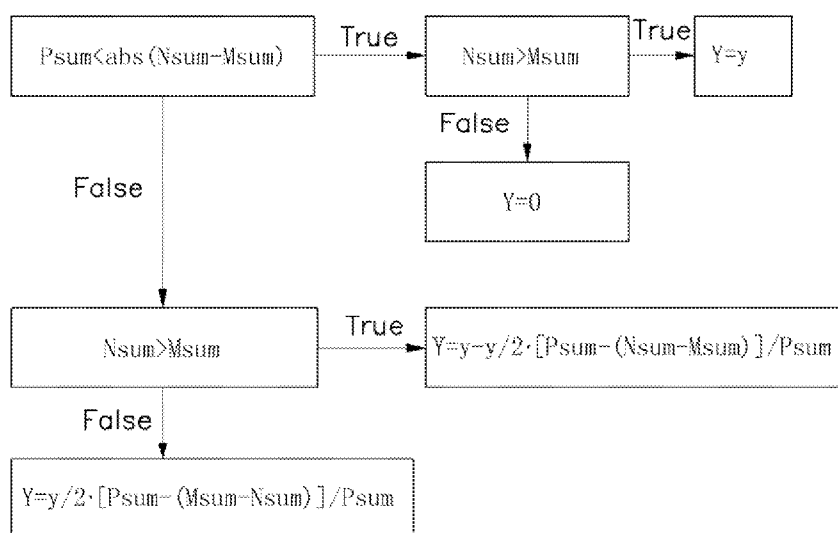 Psum<abs(Nsum-Msum)
True
Nsum>Msum
True
Y=y
False
Y=0
False
Nsum>Msum
True
Y=y-y/2·[Psum-(Nsum-Msum)]/Psum
False
Y=y/2·[Psum-(Msum-Nsum)]/Psum